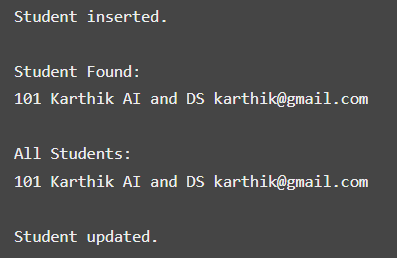 Student inserted.
Student Found:
101 Karthik AI and DS karthik@gmail.com
All Students:
101 Karthik AI and DS karthik@gmail.com
Student updated.